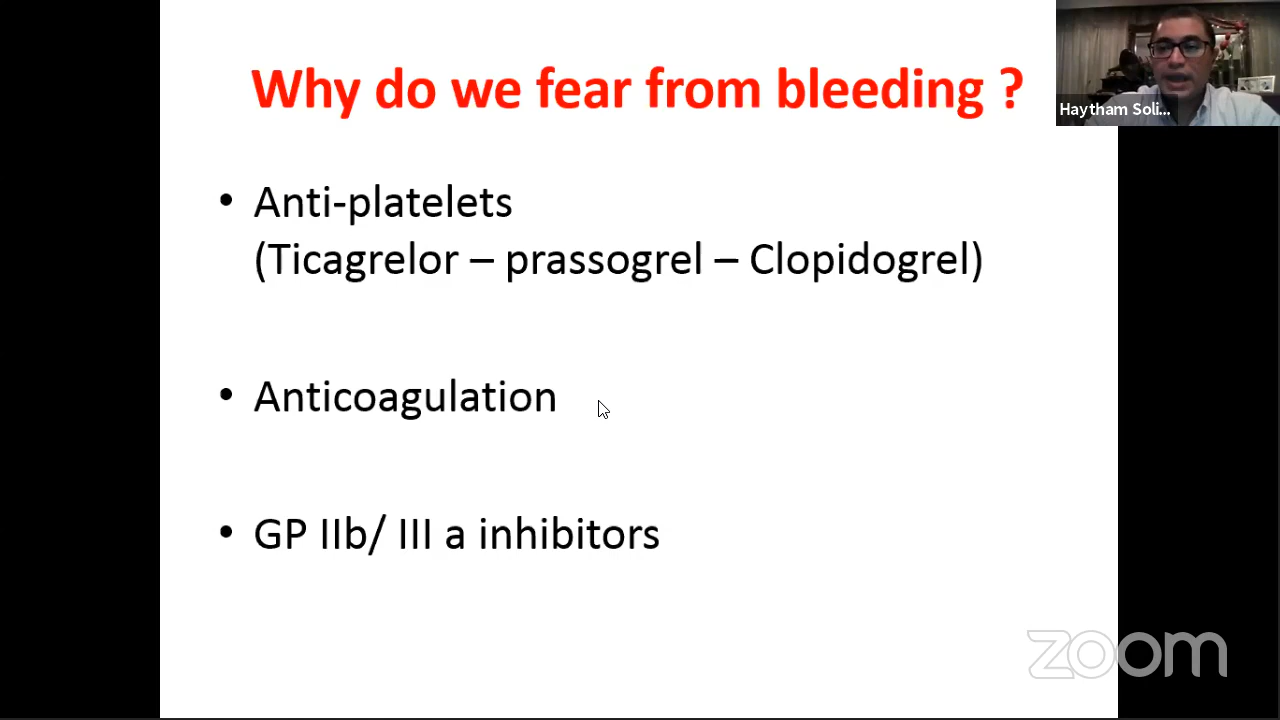 Why do we fear from bleeding ?
Haytham Soli...
• Anti-platelets
(Ticagrelor – prassogrel – Clopidogrel)
• Anticoagulation
• GP IIb/ III a inhibitors
zoom